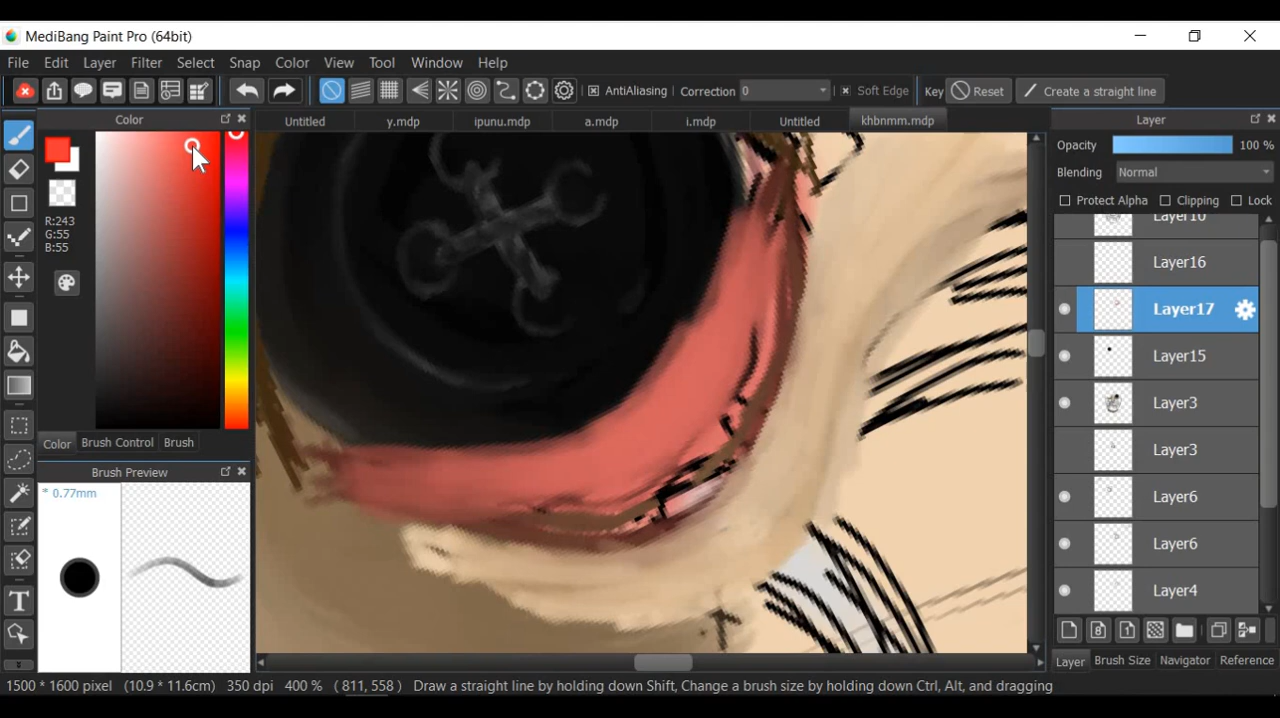 MediBang Paint Pro (64bit)
File Edit Layer Filter Select Snap Color View Tool Window Help
AntiAliasing Correction 0 Soft Edge Key Reset Create a straight line
Color Untitled y.mdp ipunu.mdp a.mdp i.mdp Untitled khbnmm.mdp Layer
Opacity 100 %
Blending Normal
Protect Alpha Clipping Lock
R:243
G:55
B:55
Layer10
Layer16
Layer17
Layer15
Layer3
Layer3
Layer6
Layer6
Layer4
Color Brush Control Brush
Brush Preview
* 0.77mm
8 1
T
Layer Brush Size Navigator Reference
1500 * 1600 pixel (10.9 * 11.6cm) 350 dpi 400 % ( 811, 558 ) Draw a straight line by holding down Shift, Change a brush size by holding down Ctrl, Alt, and dragging